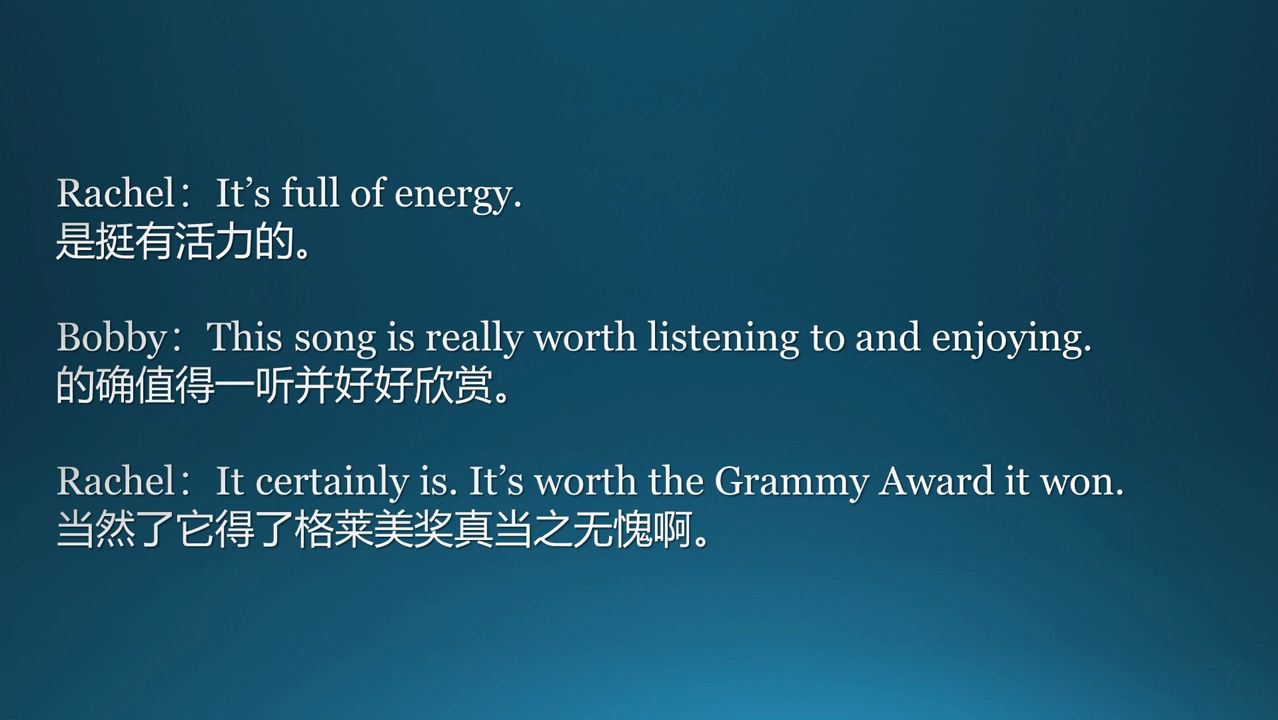 Rachel：It’s full of energy.
是挺有活力的。
Bobby：This song is really worth listening to and enjoying.
的确值得一听并好好欣赏。
Rachel：It certainly is. It’s worth the Grammy Award it won.
当然了它得了格莱美奖真当之无愧啊。